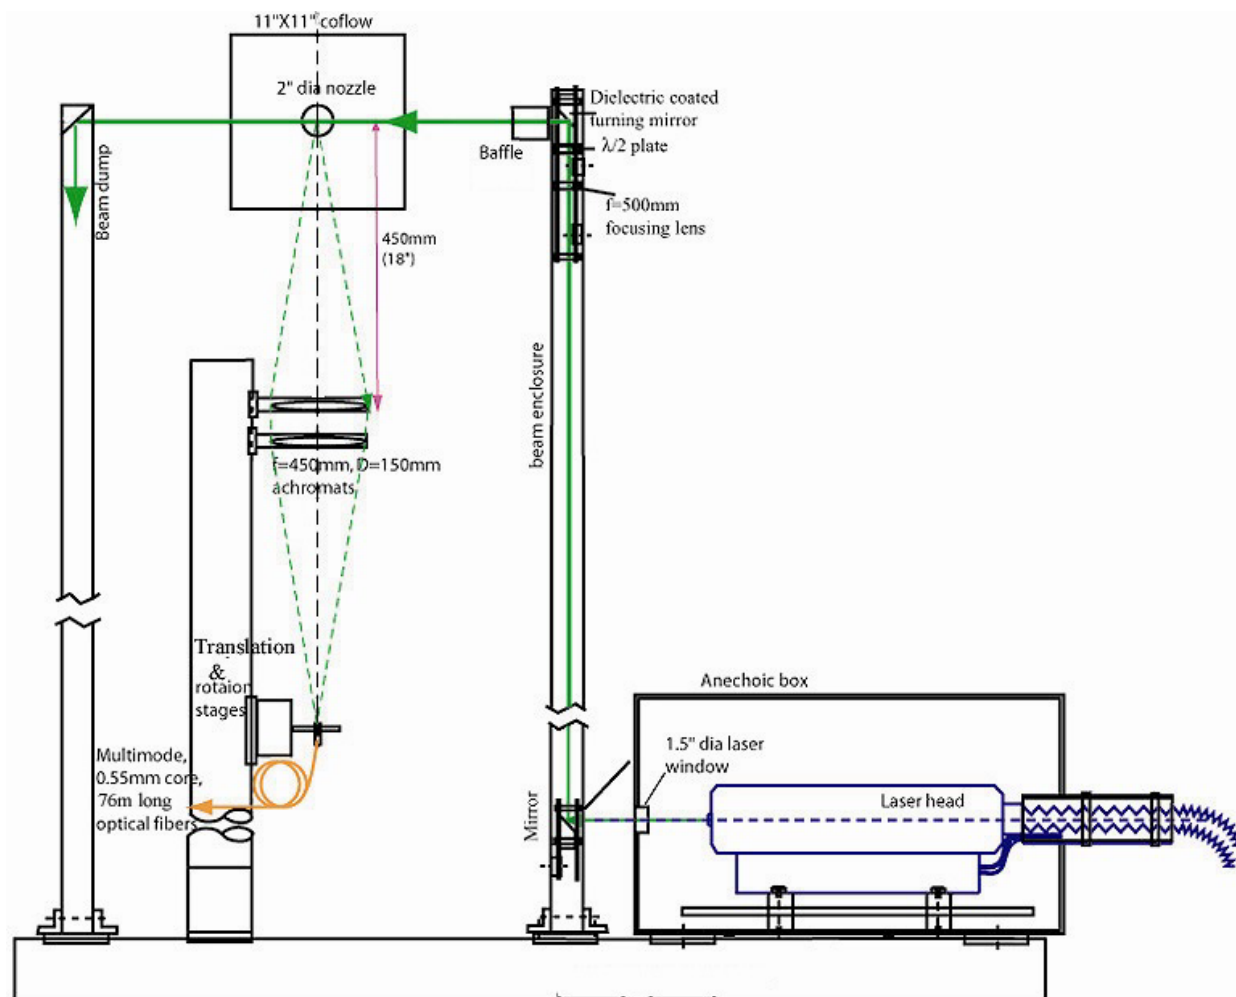 11"X11" coflow
2" dia nozzle
Dielectric coated
turning mirror
λ/2 plate
Baffle
f=500mm
focusing lens
Beam dump
450mm
(18")
beam enclosure
f=450mm, D=150mm
achromats
Translation
&
rotaion
stages
Anechoic box
1.5" dia laser
window
Multimode,
0.55mm core,
76m long
optical fibers
Laser head
Mirror